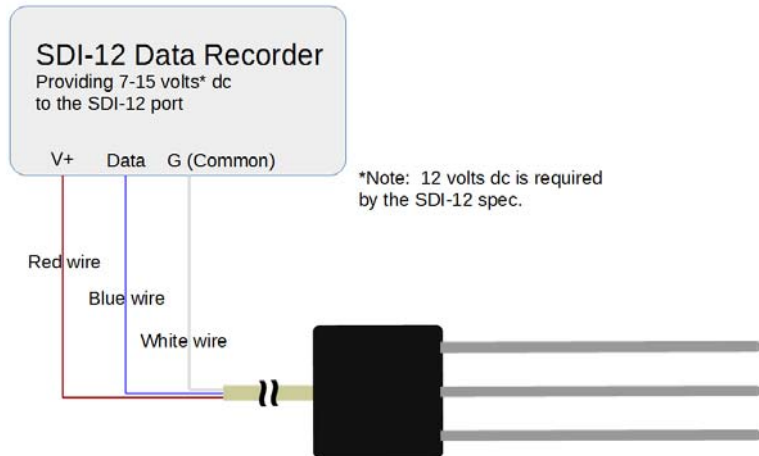 SDI-12 Data Recorder
Providing 7-15 volts* dc
to the SDI-12 port
V+ Data G (Common)
*Note: 12 volts dc is required
by the SDI-12 spec.
Red wire
Blue wire
White wire